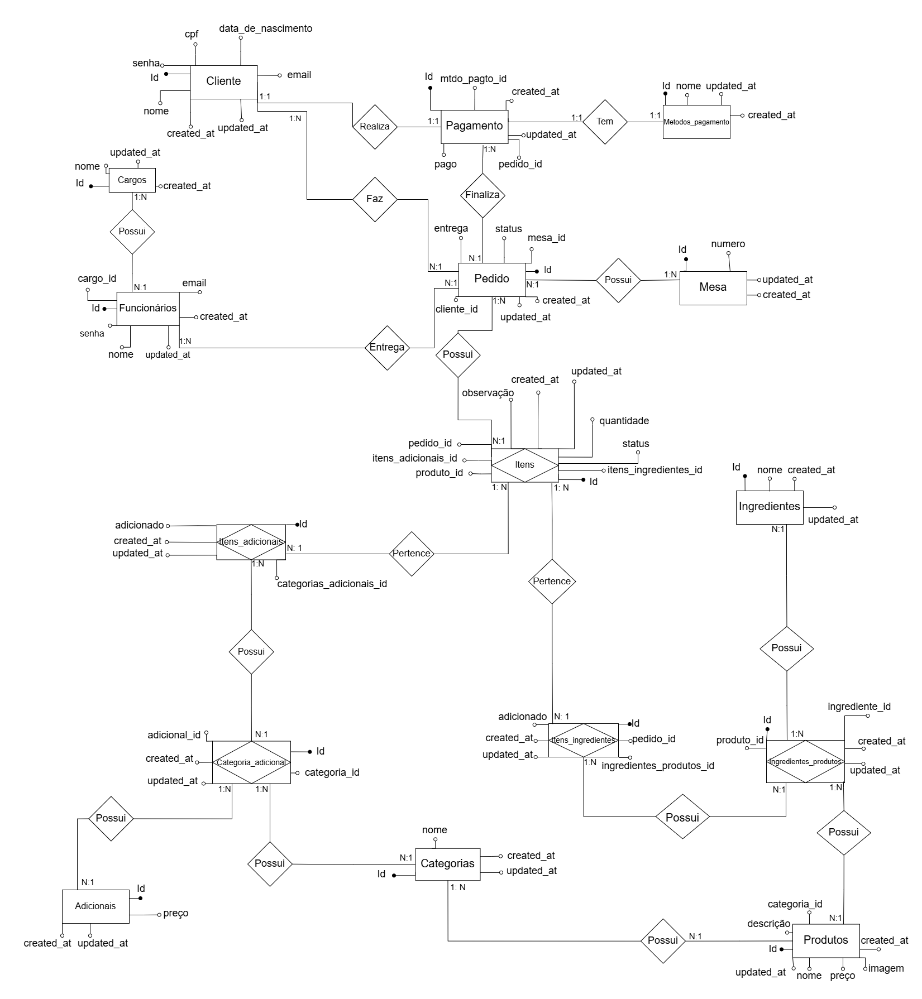 data_de_nascimento
cpf
senha
Id
Cliente
email
nome
created_at
updated_at
1:1
1:N
Realiza
1:1
Id
mtdo_pagto_id
created_at
Pagamento
updated_at
pago
pedido_id
1:N
1:1
Tem
1:1
Id
nome
updated_at
Metodos_pagamento
created_at
updated_at
nome
Id
Cargos
created_at
1:N
Possui
N:1
Faz
Finaliza
entrega
status
mesa_id
N:1
N:1
Pedido
Id
N:1
N:1
cliente_id
1:N
updated_at
created_at
Possui
1:N
Id
numero
Mesa
updated_at
created_at
cargo_id
email
Id
Funcionários
created_at
senha
nome
updated_at
1:N
Entrega
Possui
observação
created_at
updated_at
quantidade
status
N:1
pedido_id
itens_adicionais_id
produto_id
Itens
itens_ingredientes_id
Id
1: N
1: N
Id
nome
created_at
Ingredientes
updated_at
N:1
adicionado
created_at
updated_at
Itens_adicionais
Id
N: 1
1:N
categorias_adicionais_id
Pertence
Pertence
Possui
Possui
adicionado
N: 1
Id
created_at
Itens_ingredientes
pedido_id
updated_at
1:N
ingredientes_produtos_id
ingrediente_id
Id
1:N
produto_id
created_at
Ingredientes_produtos
updated_at
N:1
1:N
adicional_id
N:1
Id
created_at
Categoria_adicional
categoria_id
updated_at
1:N
1:N
Possui
Possui
Possui
Possui
nome
N:1
Categorias
created_at
updated_at
Id
1: N
N:1
Id
Adicionais
preço
created_at
updated_at
Possui
N:1
categoria_id
N:1
descrição
Id
Produtos
created_at
updated_at
nome
preço
imagem